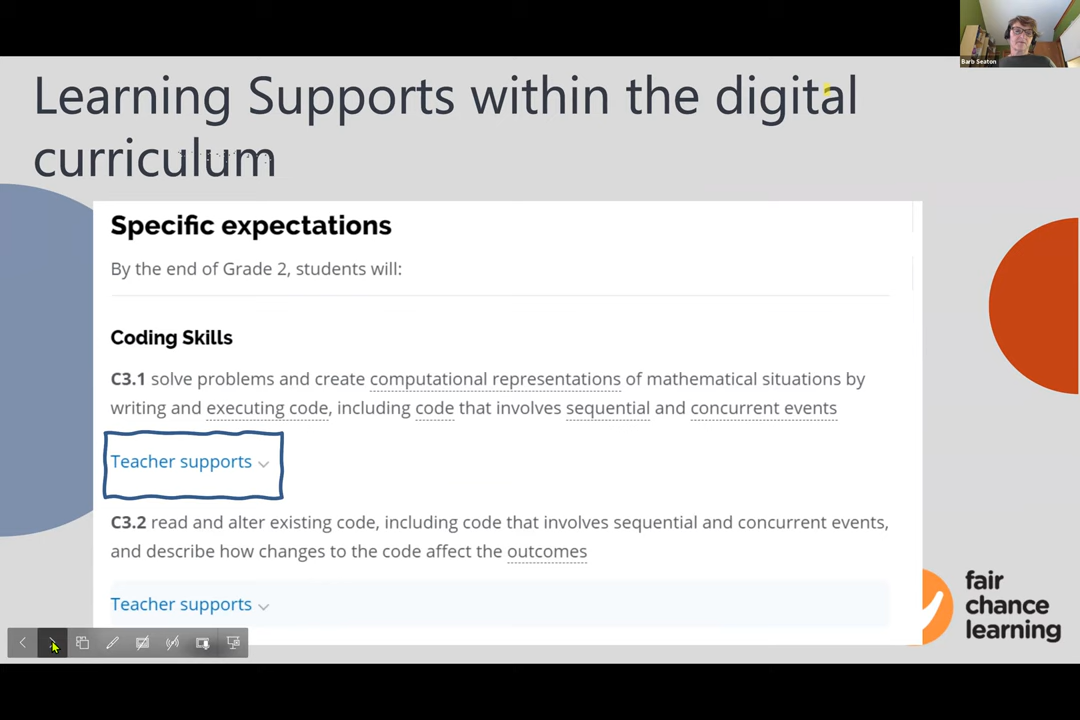 Barb Seaton
Learning Supports within the digital
curriculum
Specific expectations
By the end of Grade 2, students will:
Coding Skills
C3.1 solve problems and create computational representations of mathematical situations by
writing and executing code, including code that involves sequential and concurrent events
Teacher supports
C3.2 read and alter existing code, including code that involves sequential and concurrent events,
and describe how changes to the code affect the outcomes
Teacher supports
fair
chance
learning